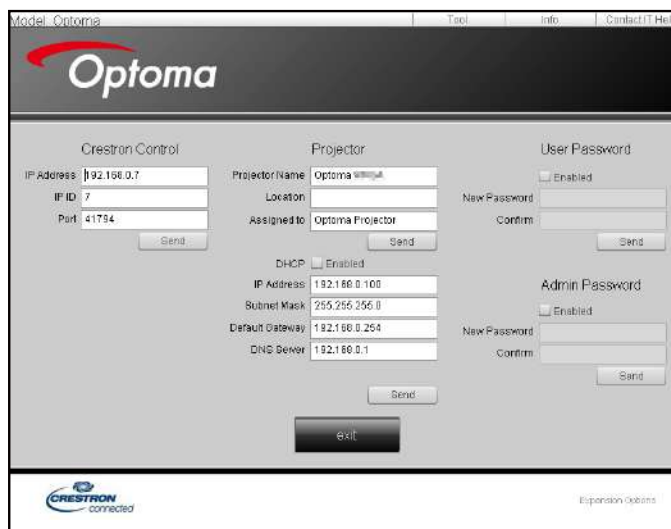 Model: Optoma
Tool
Info
Contact IT Hel
Optoma
Crestron Control
IP Address 192.168.0.7
IP ID 7
Port 41794
Send
Projector
Projector Name Optoma
Location
Assigned to Optoma Projector
Send
DHCP Enabled
IP Address 192.168.0.100
Subnet Mask 255.255.255.0
Default Gateway 192.168.0.254
DNS Server 192.168.0.1
Send
User Password
Enabled
New Password
Confirm
Send
Admin Password
Enabled
New Password
Confirm
Send
exit
CRESTRON
connected
Expansion Options